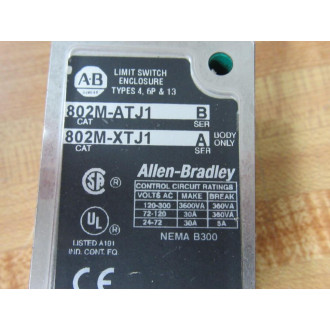 A-B
LIMIT SWITCH
ENCLOSURE
TYPES 4, 6P & 13
802M-ATJ1 B
CAT SER
802M-XTJ1 A BODY ONLY
CAT SER
Allen-Bradley
CONTROL CIRCUIT RATINGS
VOLTS AC MAKE BREAK
120-300 3600VA 360VA
72-120 30A 360VA
24-72 30A 5A
NEMA B300
SA
®
UL
®
LISTED A101
IND. CONT. EQ.
CE